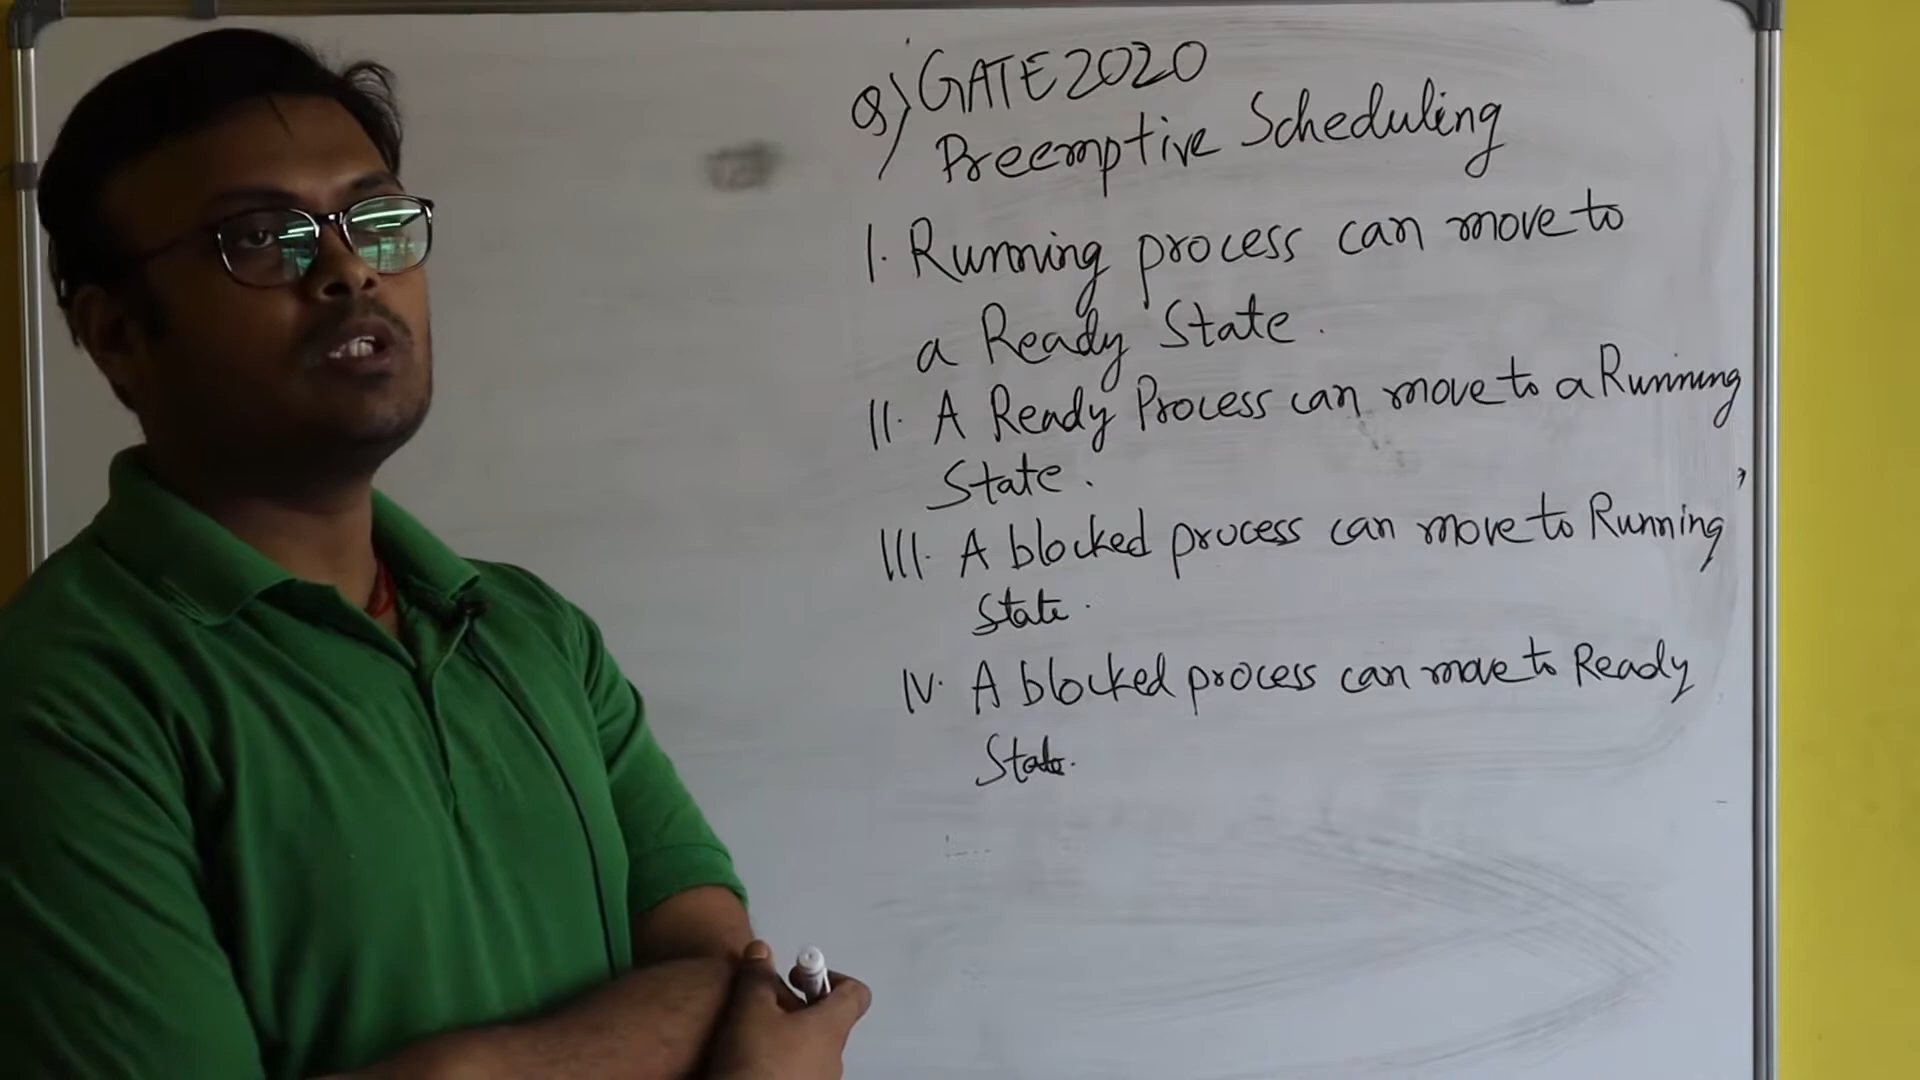 Q) GATE 2020
Preemptive Scheduling
I. Running process can move to
a Ready State.
II. A Ready Process can move to a Running
State.
III. A blocked process can move to Running
State.
IV. A blocked process can move to Ready
State.